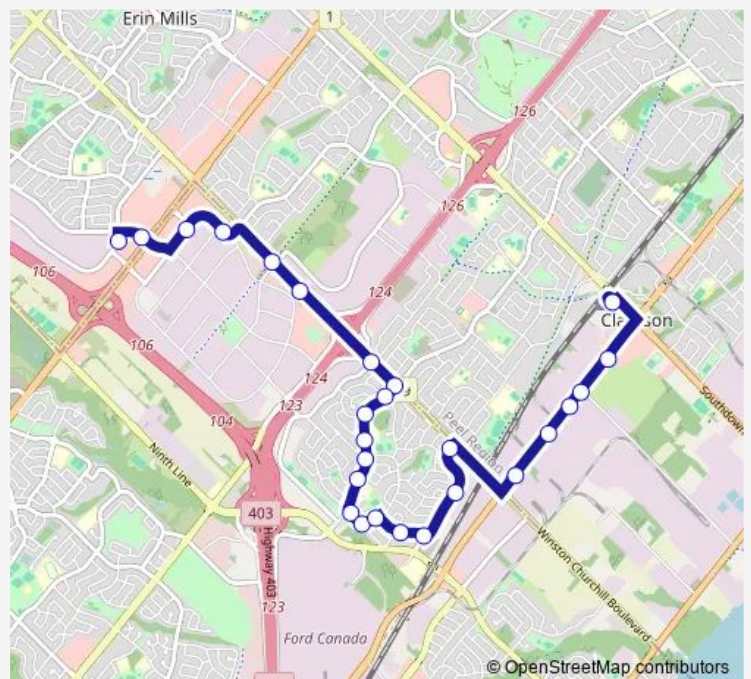 Erin Mills
1
126
126
106
124
106
124
123
104
Ninth Line
403
Highway 403
123
Ford Canada
Peel Region
Southdown
Winston Churchill Boulevard
© OpenStreetMap contributors